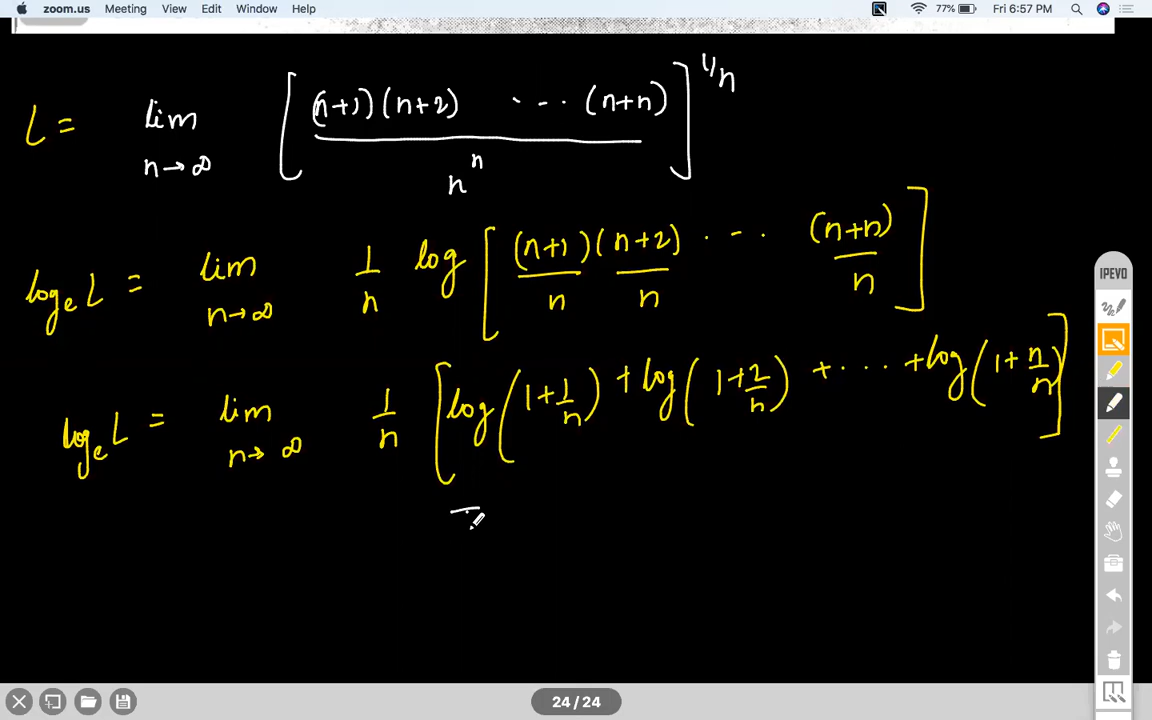 zoom.us Meeting View Edit Window Help 77% Fri 6:57 PM
L = lim n→∞ [ (n+1)(n+2) ... (n+n) / n^n ]^1/n
IPEVO
log_e L = lim n→∞ 1/n log [ (n+1)/n (n+2)/n ... (n+n)/n ]
log_e L = lim n→∞ 1/n [ log(1+1/n) + log(1+2/n) + ... + log(1+n/n) ]
24 / 24